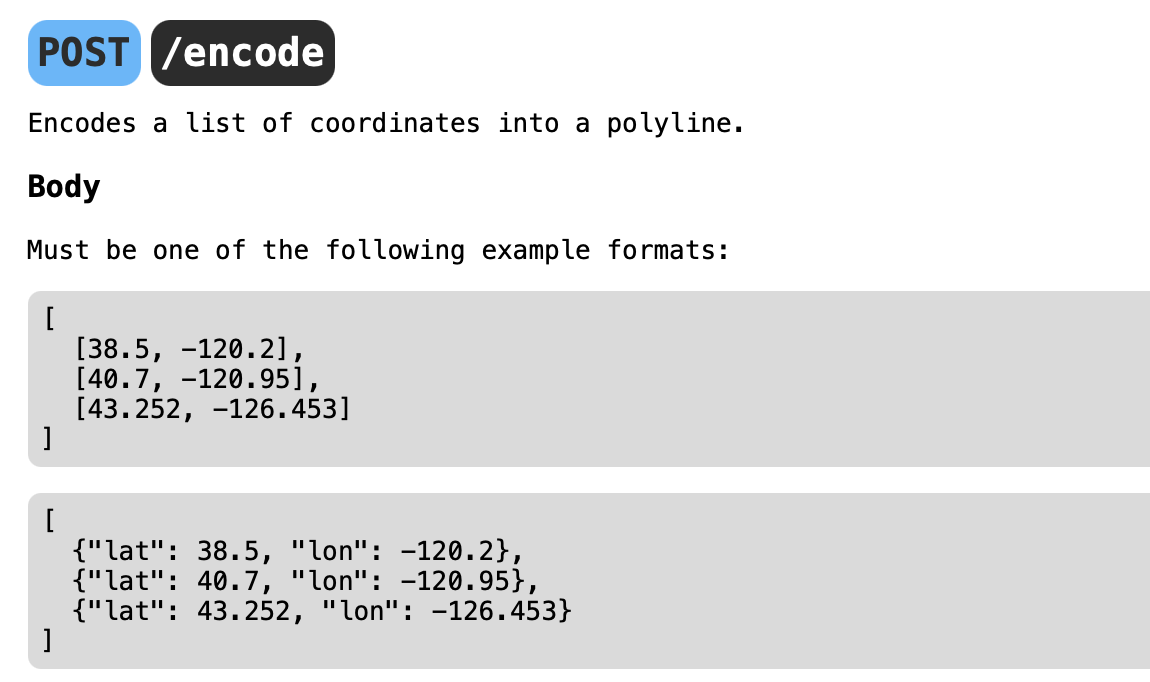 POST /encode
Encodes a list of coordinates into a polyline.
Body
Must be one of the following example formats:
[
  [38.5, -120.2],
  [40.7, -120.95],
  [43.252, -126.453]
]
[
  {"lat": 38.5, "lon": -120.2},
  {"lat": 40.7, "lon": -120.95},
  {"lat": 43.252, "lon": -126.453}
]